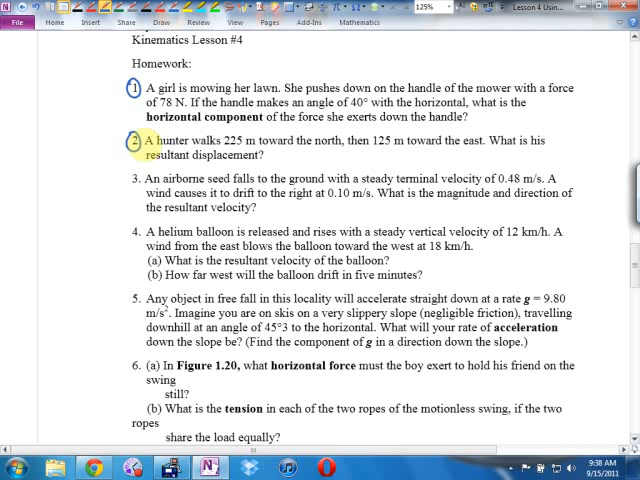 File
Home
Insert
Share
Draw
Review
View
Pages
Add-Ins
Mathematics
125%
Lesson 4 Usin...
Kinematics Lesson #4
Homework:
1 A girl is mowing her lawn. She pushes down on the handle of the mower with a force
of 78 N. If the handle makes an angle of 40° with the horizontal, what is the
horizontal component of the force she exerts down the handle?
2. A hunter walks 225 m toward the north, then 125 m toward the east. What is his
resultant displacement?
3. An airborne seed falls to the ground with a steady terminal velocity of 0.48 m/s. A
wind causes it to drift to the right at 0.10 m/s. What is the magnitude and direction of
the resultant velocity?
4. A helium balloon is released and rises with a steady vertical velocity of 12 km/h. A
wind from the east blows the balloon toward the west at 18 km/h.
(a) What is the resultant velocity of the balloon?
(b) How far west will the balloon drift in five minutes?
5. Any object in free fall in this locality will accelerate straight down at a rate g = 9.80
m/s². Imagine you are on skis on a very slippery slope (negligible friction), travelling
downhill at an angle of 45°3 to the horizontal. What will your rate of acceleration
down the slope be? (Find the component of g in a direction down the slope.)
6. (a) In Figure 1.20, what horizontal force must the boy exert to hold his friend on the
swing
still?
(b) What is the tension in each of the two ropes of the motionless swing, if the two
ropes
share the load equally?
9:38 AM
9/15/2011